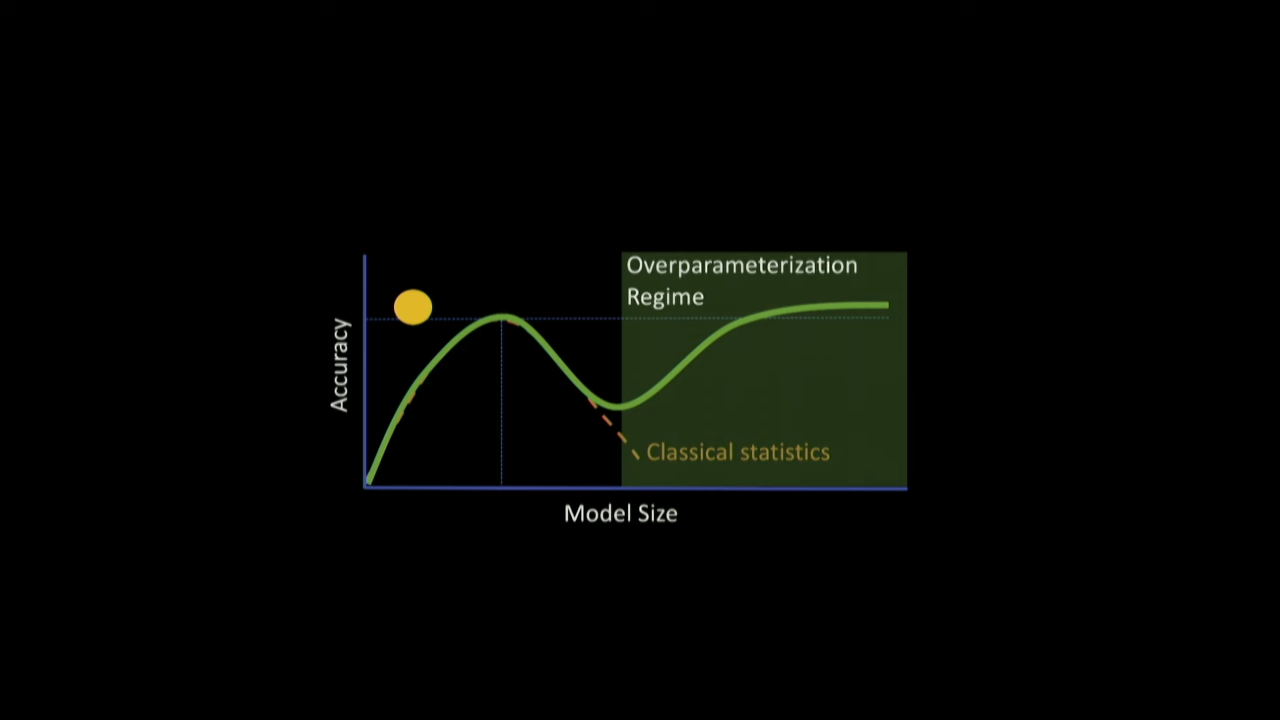 Overparameterization
Regime
Accuracy
Classical statistics
Model Size